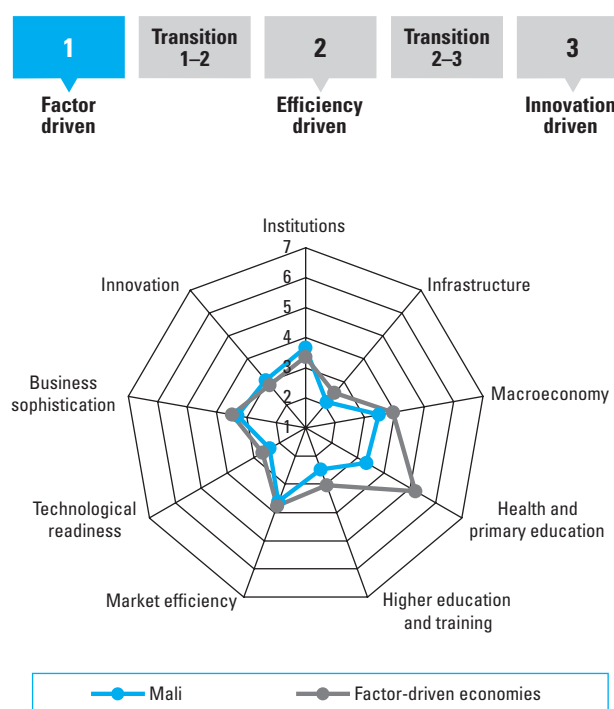 1
Transition
1–2
2
Transition
2–3
3
Factor
driven
Efficiency
driven
Innovation
driven
Institutions
7
Innovation
6
Infrastructure
5
4
Business
sophistication
3
Macroeconomy
2
1
Technological
readiness
Health and
primary education
Market efficiency
Higher education
and training
Mali
Factor-driven economies